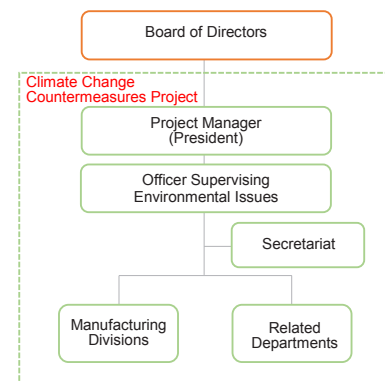 Board of Directors
Climate Change
Countermeasures Project
Project Manager
(President)
Officer Supervising
Environmental Issues
Secretariat
Manufacturing
Divisions
Related
Departments